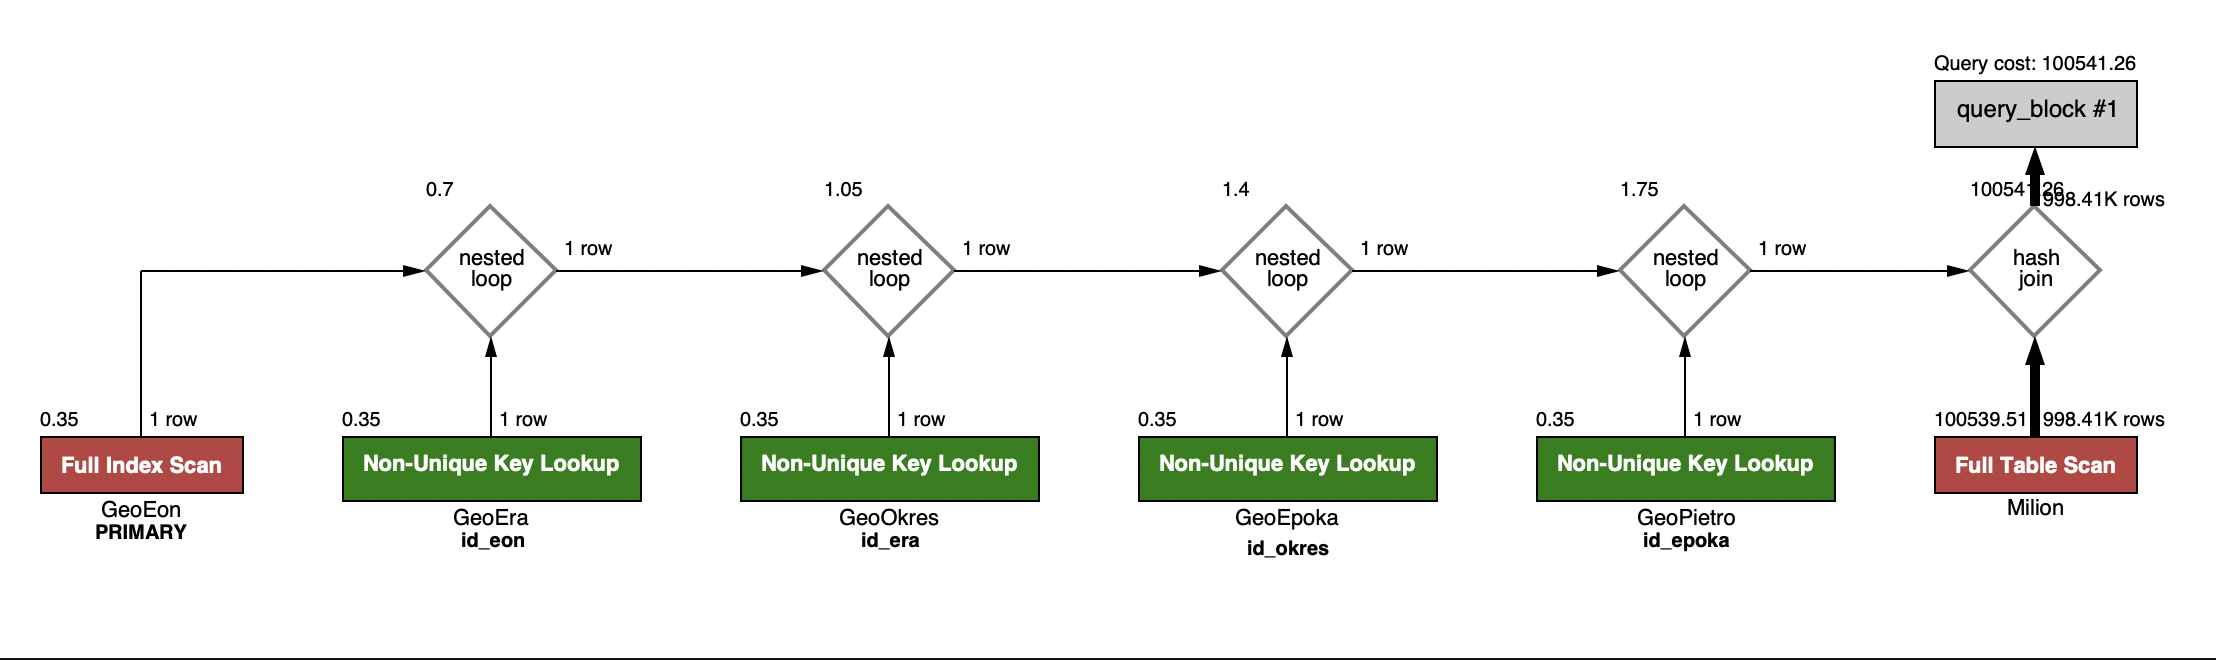 Query cost: 100541.26
query_block #1
0.7
1.05
1.4
1.75
100541.26
998.41K rows
nested
loop
1 row
nested
loop
1 row
nested
loop
1 row
nested
loop
1 row
hash
join
0.35
1 row
0.35
1 row
0.35
1 row
0.35
1 row
0.35
1 row
100539.51
998.41K rows
Full Index Scan
Non-Unique Key Lookup
Non-Unique Key Lookup
Non-Unique Key Lookup
Non-Unique Key Lookup
Full Table Scan
GeoEon
PRIMARY
GeoEra
id_eon
GeoOkres
id_era
GeoEpoka
id_okres
GeoPietro
id_epoka
Milion